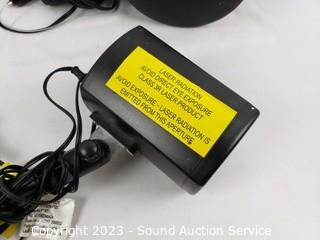 LASER RADIATION
AVOID DIRECT EYE EXPOSURE
CLASS 3R LASER PRODUCT
AVOID EXPOSURE - LASER RADIATION IS
EMITTED FROM THIS APERTURE
Copyright 2023 - Sound Auction Service